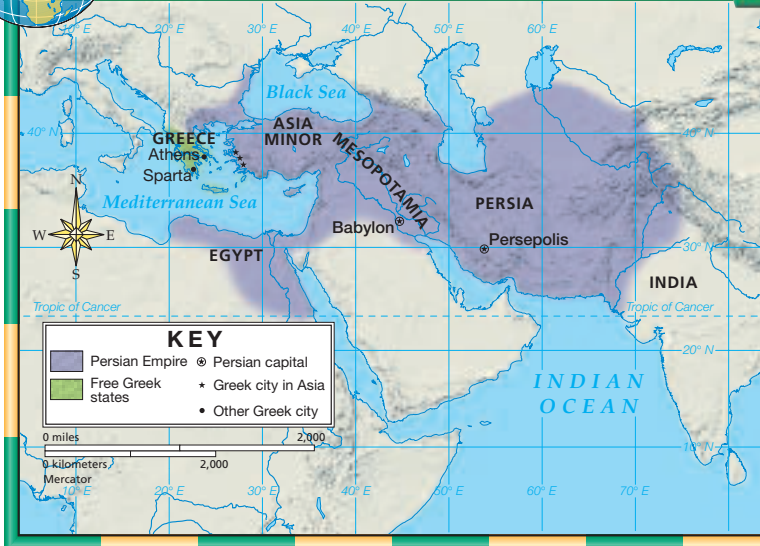 10° E 20° E 30° E 40° E 50° E 60° E 70° E
Black Sea
40° N
GREECE
ASIA
MINOR
40° N
Athens
Sparta
MESOPOTAMIA
N
Mediterranean Sea
PERSIA
W E
Babylon
Persepolis
S
EGYPT
30° N
INDIA
Tropic of Cancer
Tropic of Cancer
KEY
Persian Empire
Persian capital
Free Greek
states
Greek city in Asia
Other Greek city
20° N
INDIAN
OCEAN
0 miles 2,000
0 kilometers 2,000
Mercator
10° N
10° E 20° E 30° E 40° E 50° E 60° E 70° E